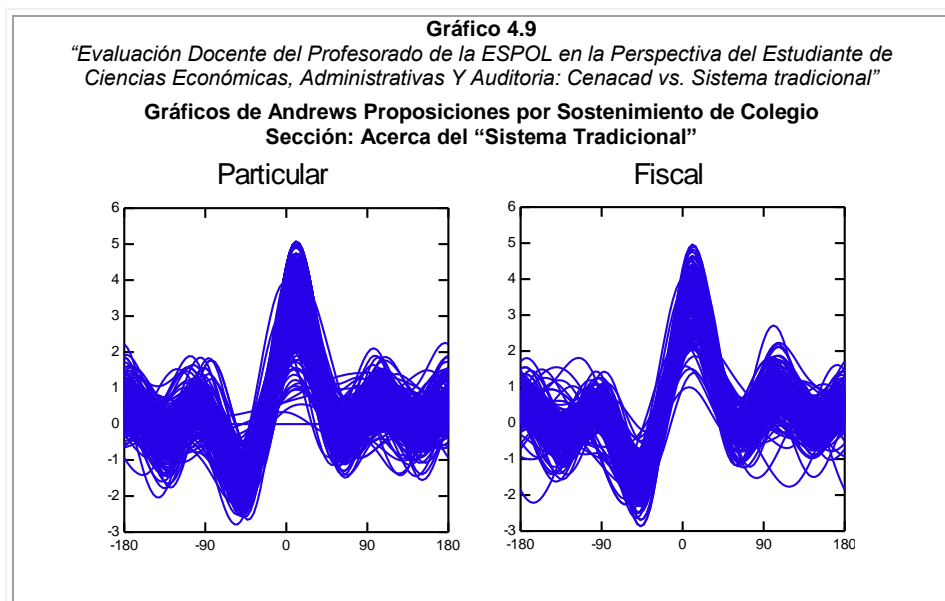 Gráfico 4.9
“Evaluación Docente del Profesorado de la ESPOL en la Perspectiva del Estudiante de
Ciencias Económicas, Administrativas Y Auditoria: Cenacad vs. Sistema tradicional”
Gráficos de Andrews Proposiciones por Sostenimiento de Colegio
Sección: Acerca del “Sistema Tradicional”
Particular
6
5
4
3
2
1
0
-1
-2
-3
-180 -90 0 90 180
Fiscal
6
5
4
3
2
1
0
-1
-2
-3
-180 -90 0 90 180